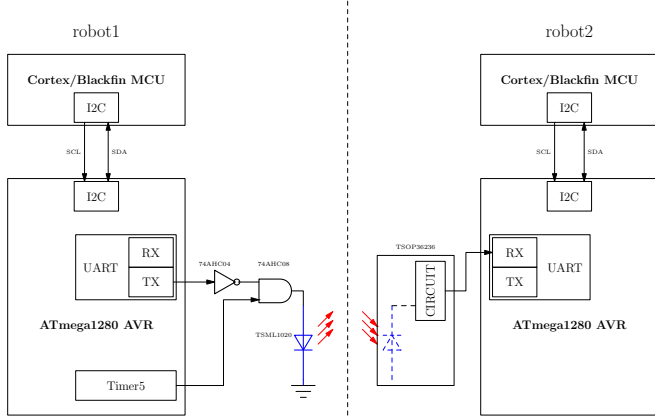 robot1
Cortex/Blackfin MCU
I2C
SCL
SDA
I2C
UART
RX
TX
ATmega1280 AVR
Timer5
74AHC04
74AHC08
TSML1020
robot2
Cortex/Blackfin MCU
I2C
SCL
SDA
I2C
TSOP36236
CIRCUIT
RX
TX
UART
ATmega1280 AVR